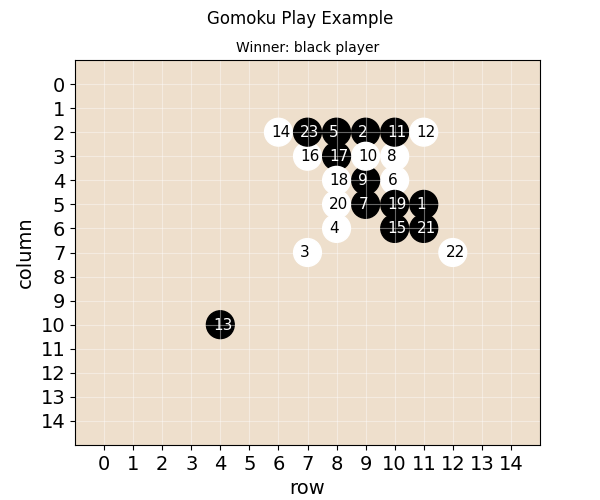 Gomoku Play Example
Winner: black player
0
1
2 14 23 5 2 11 12
3 16 17 10 8
4 18 9 6
5 20 7 19 1
6 4 15 21
7 3 22
8
9
10 13
11
12
13
14
column
0 1 2 3 4 5 6 7 8 9 10 11 12 13 14
row